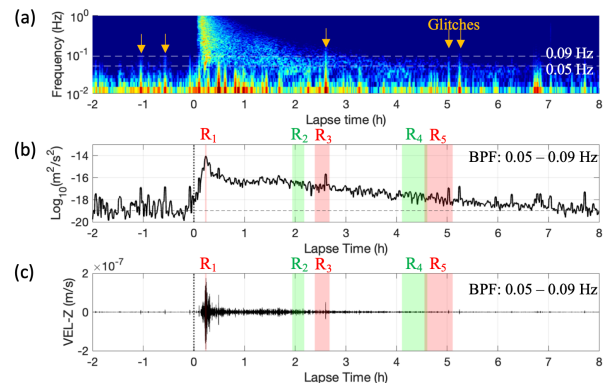 (a)
Frequency (Hz)
10⁰
10⁻¹
10⁻²
Glitches
0.09 Hz
0.05 Hz
-2 -1 0 1 2 3 4 5 6 7 8
Lapse time (h)
(b)
R₁ R₂ R₃ R₄ R₅
Log₁₀(m²/s²)
-14
-16
-18
-20
BPF: 0.05 – 0.09 Hz
-2 -1 0 1 2 3 4 5 6 7 8
Lapse Time (h)
(c)
×10⁻⁷
R₁ R₂ R₃ R₄ R₅
VEL-Z (m/s)
2
0
-2
BPF: 0.05 – 0.09 Hz
-2 -1 0 1 2 3 4 5 6 7 8
Lapse Time (h)